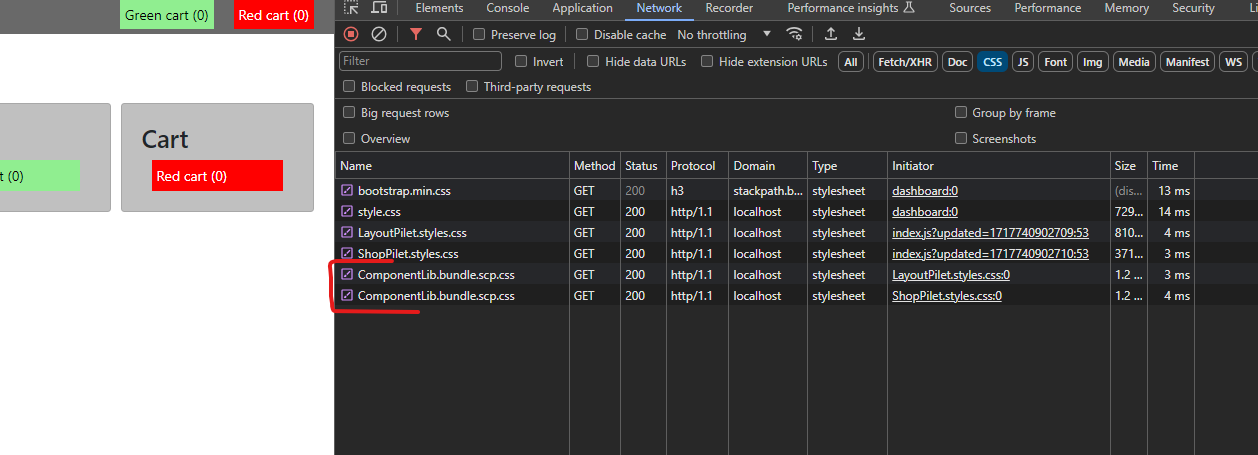 Green cart (0) Red cart (0)
Elements Console Application Network Recorder Performance insights Sources Performance Memory Security Li
Preserve log Disable cache No throttling
Filter Invert Hide data URLs Hide extension URLs All Fetch/XHR Doc CSS JS Font Img Media Manifest WS
Blocked requests Third-party requests
Big request rows Group by frame
Overview Screenshots
Cart
t (0) Red cart (0)
Name Method Status Protocol Domain Type Initiator Size Time
bootstrap.min.css GET 200 h3 stackpath.b... stylesheet dashboard:0 (dis... 13 ms
style.css GET 200 http/1.1 localhost stylesheet dashboard:0 729... 14 ms
LayoutPilet.styles.css GET 200 http/1.1 localhost stylesheet index.js?updated=1717740902709:53 810... 4 ms
ShopPilet.styles.css GET 200 http/1.1 localhost stylesheet index.js?updated=1717740902710:53 371... 3 ms
ComponentLib.bundle.scp.css GET 200 http/1.1 localhost stylesheet LayoutPilet.styles.css:0 1.2 ... 3 ms
ComponentLib.bundle.scp.css GET 200 http/1.1 localhost stylesheet ShopPilet.styles.css:0 1.2 ... 4 ms